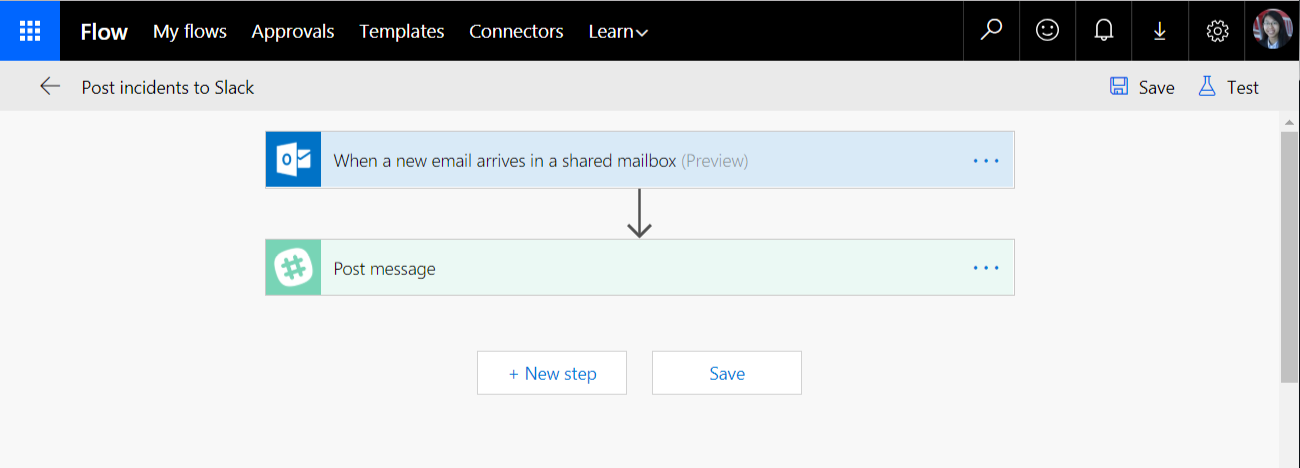 Flow My flows Approvals Templates Connectors Learn
Post incidents to Slack Save Test
When a new email arrives in a shared mailbox (Preview) ...
Post message ...
+ New step Save